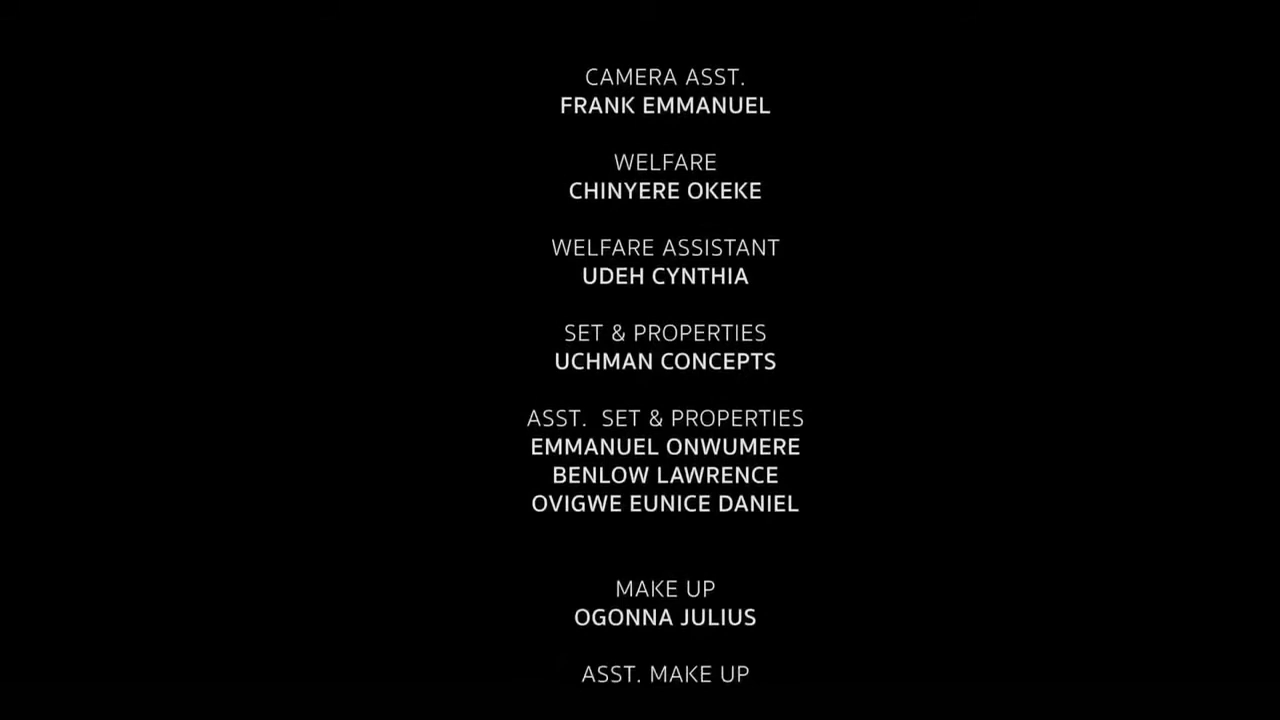 CAMERA ASST.
FRANK EMMANUEL
WELFARE
CHINYERE OKEKE
WELFARE ASSISTANT
UDEH CYNTHIA
SET & PROPERTIES
UCHMAN CONCEPTS
ASST.  SET & PROPERTIES
EMMANUEL ONWUMERE
BENLOW LAWRENCE
OVIGWE EUNICE DANIEL
MAKE UP
OGONNA JULIUS
ASST. MAKE UP